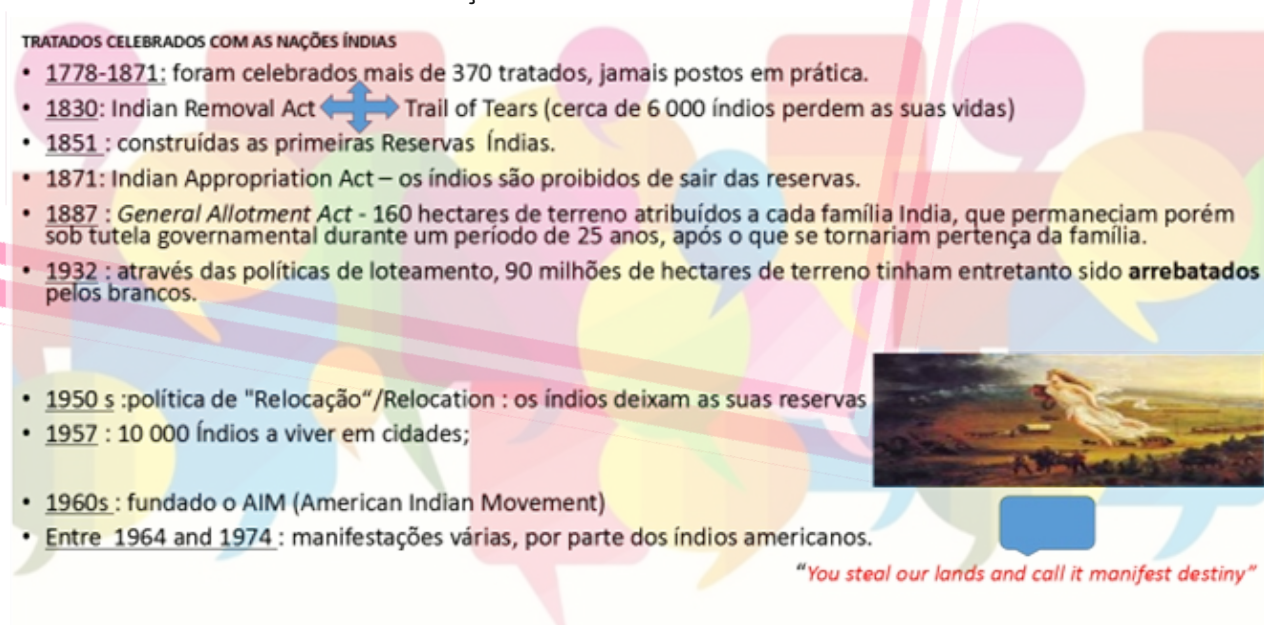 TRATADOS CELEBRADOS COM AS NAÇÕES ÍNDIAS
• 1778-1871: foram celebrados mais de 370 tratados, jamais postos em prática.
• 1830: Indian Removal Act Trail of Tears (cerca de 6 000 índios perdem as suas vidas)
• 1851 : construídas as primeiras Reservas Índias.
• 1871: Indian Appropriation Act – os índios são proibidos de sair das reservas.
• 1887 : General Allotment Act - 160 hectares de terreno atribuídos a cada família India, que permaneciam porém
sob tutela governamental durante um período de 25 anos, após o que se tornariam pertença da família.
• 1932 : através das políticas de loteamento, 90 milhões de hectares de terreno tinham entretanto sido arrebatados
pelos brancos.
• 1950 s :política de "Relocação“/Relocation : os índios deixam as suas reservas
• 1957 : 10 000 Índios a viver em cidades;
• 1960s : fundado o AIM (American Indian Movement)
• Entre 1964 and 1974 : manifestações várias, por parte dos índios americanos.
“You steal our lands and call it manifest destiny”